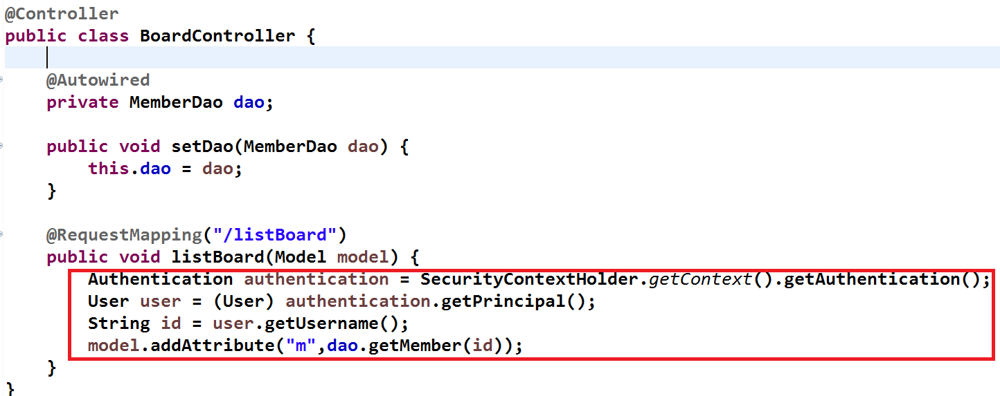 @Controller
public class BoardController {
@Autowired
private MemberDao dao;
public void setDao(MemberDao dao) {
this.dao = dao;
}
@RequestMapping("/listBoard")
public void listBoard(Model model) {
Authentication authentication = SecurityContextHolder.getContext().getAuthentication();
User user = (User) authentication.getPrincipal();
String id = user.getUsername();
model.addAttribute("m",dao.getMember(id));
}
}